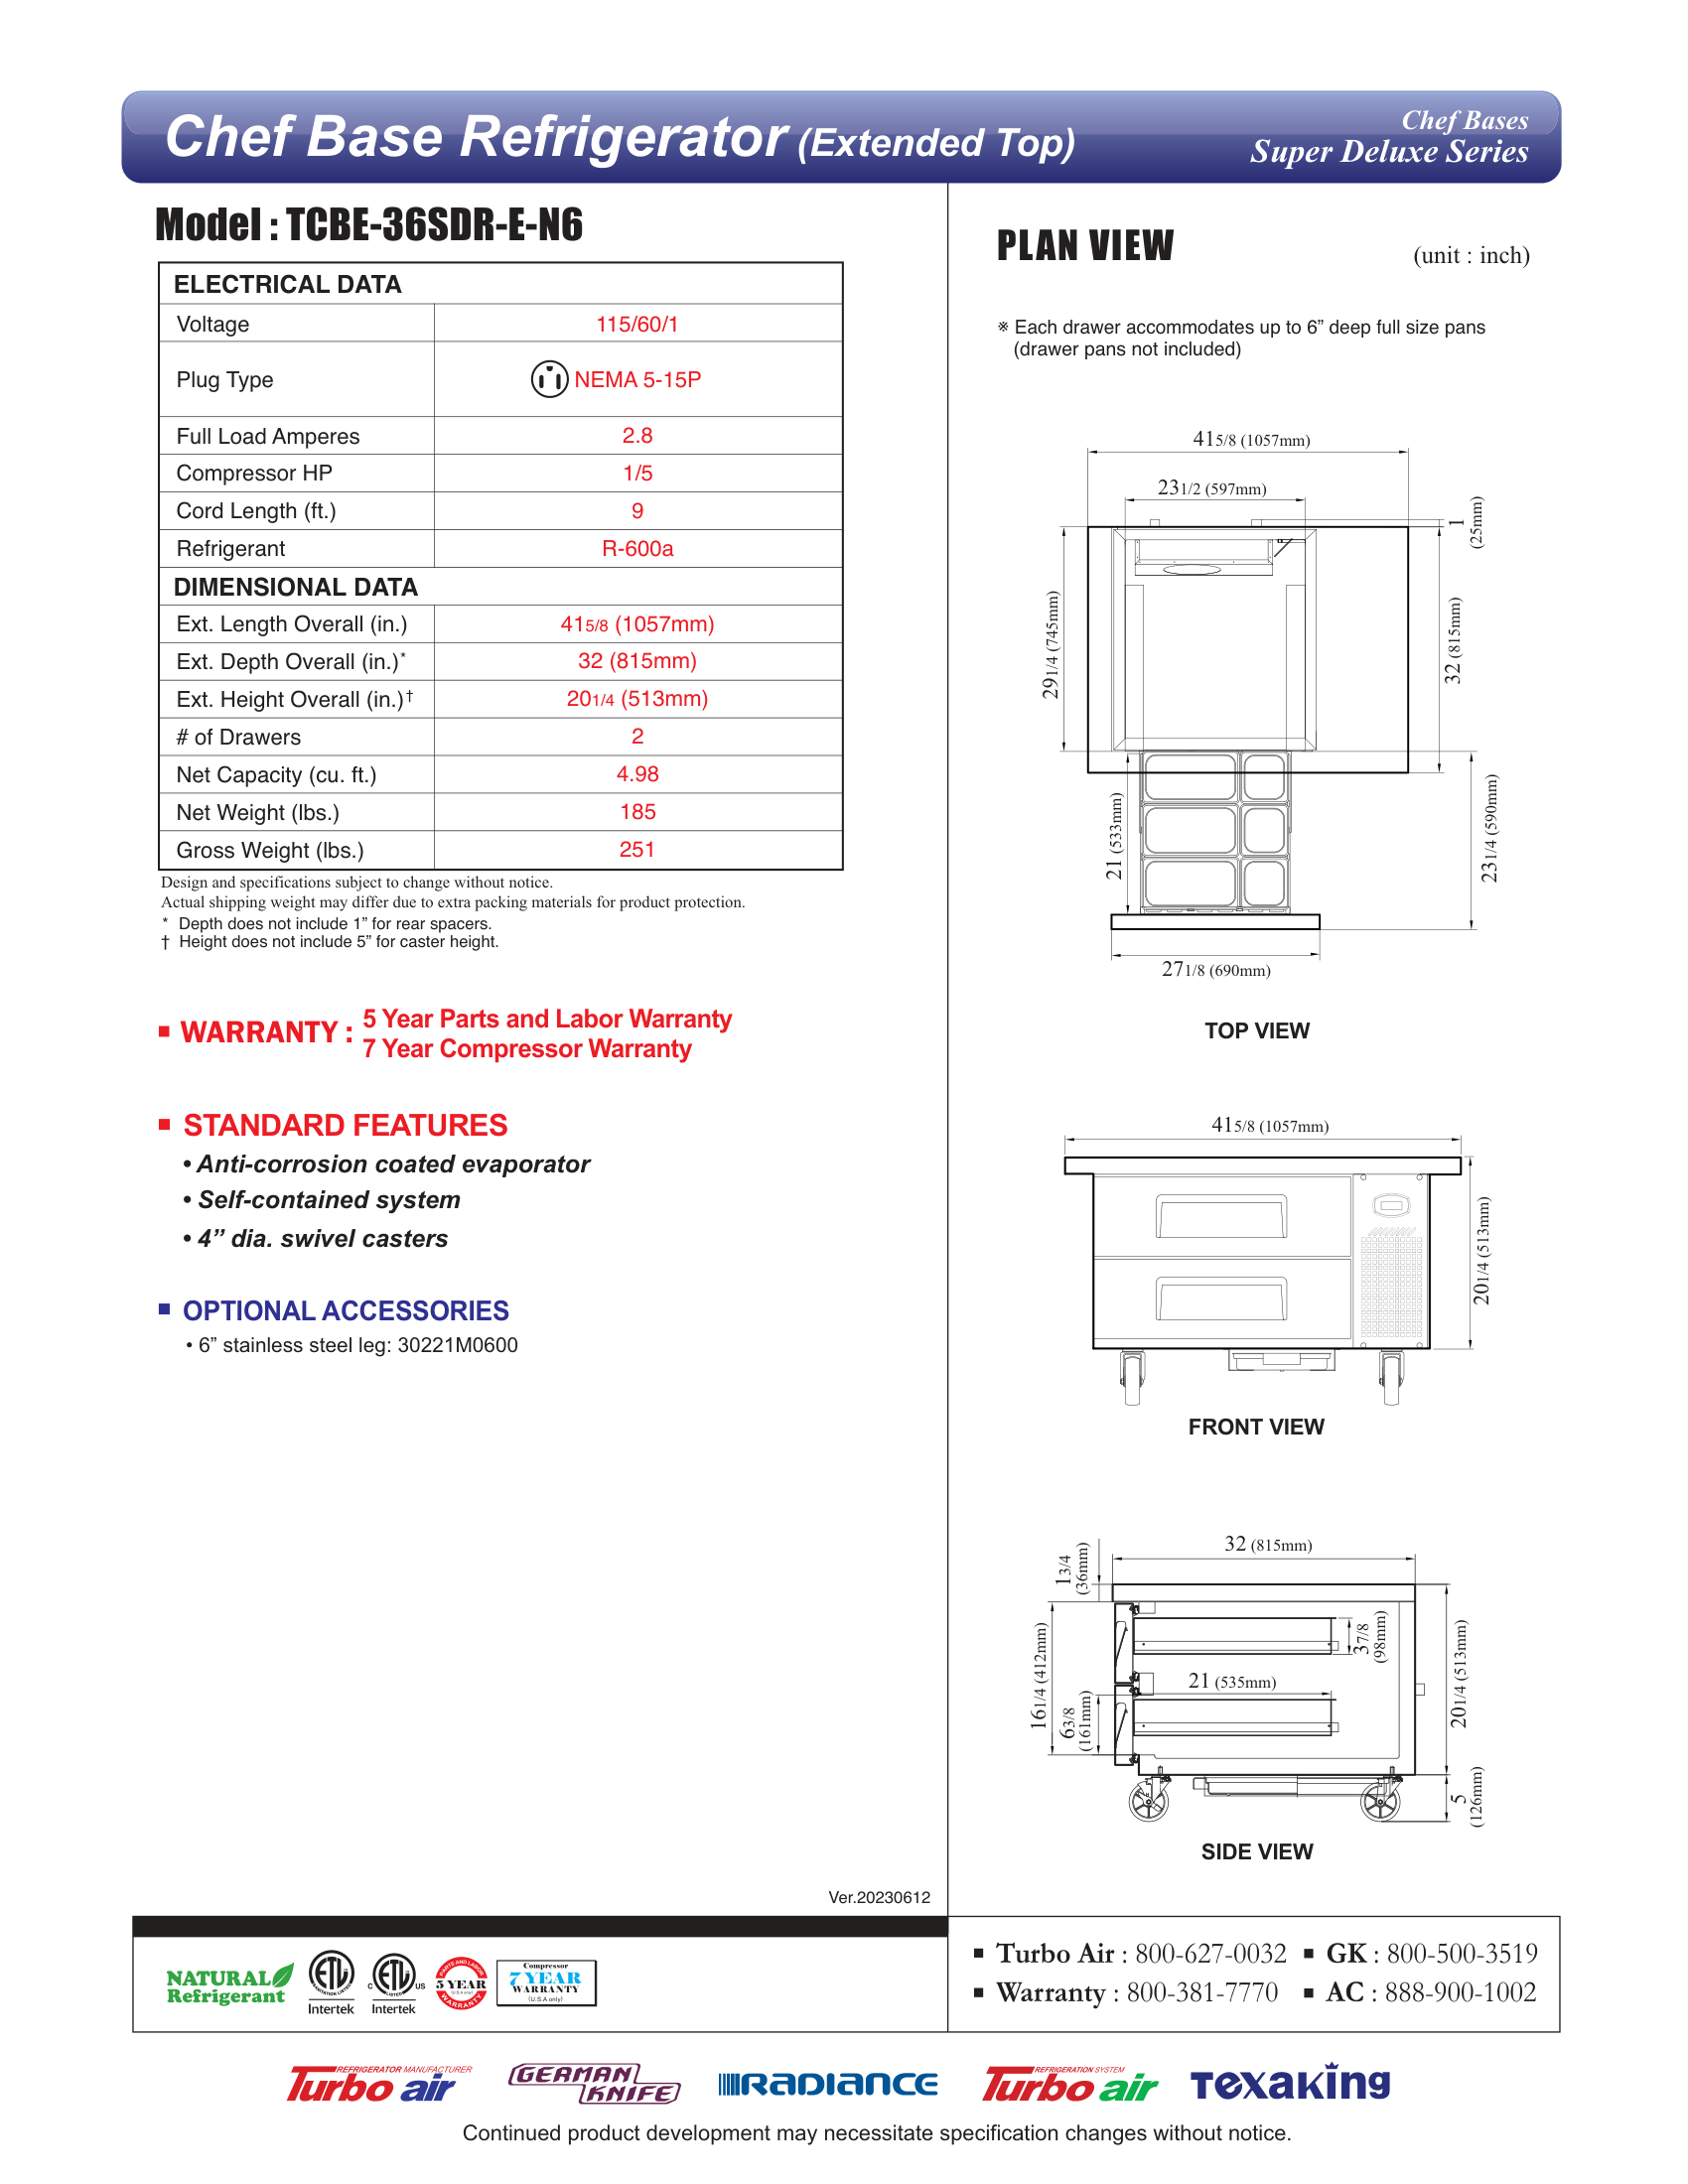 Chef Base Refrigerator (Extended Top)
Chef Bases
Super Deluxe Series
Model : TCBE-36SDR-E-N6
ELECTRICAL DATA
Voltage 115/60/1
Plug Type NEMA 5-15P
Full Load Amperes 2.8
Compressor HP 1/5
Cord Length (ft.) 9
Refrigerant R-600a
DIMENSIONAL DATA
Ext. Length Overall (in.) 41 5/8 (1057mm)
Ext. Depth Overall (in.)* 32 (815mm)
Ext. Height Overall (in.)† 20 1/4 (513mm)
# of Drawers 2
Net Capacity (cu. ft.) 4.98
Net Weight (lbs.) 185
Gross Weight (lbs.) 251
Design and specifications subject to change without notice.
Actual shipping weight may differ due to extra packing materials for product protection.
* Depth does not include 1” for rear spacers.
† Height does not include 5” for caster height.
■ WARRANTY : 5 Year Parts and Labor Warranty
7 Year Compressor Warranty
■ STANDARD FEATURES
• Anti-corrosion coated evaporator
• Self-contained system
• 4” dia. swivel casters
■ OPTIONAL ACCESSORIES
• 6” stainless steel leg: 30221M0600
Ver.20230612
PLAN VIEW
(unit : inch)
※ Each drawer accommodates up to 6” deep full size pans
(drawer pans not included)
41 5/8 (1057mm)
23 1/2 (597mm)
1
(25mm)
29 1/4 (745mm)
32 (815mm)
21 (533mm)
23 1/4 (590mm)
27 1/8 (690mm)
TOP VIEW
41 5/8 (1057mm)
20 1/4 (513mm)
FRONT VIEW
32 (815mm)
1 3/4
(36mm)
3 7/8
(98mm)
16 1/4 (412mm)
21 (535mm)
6 3/8
(161mm)
20 1/4 (513mm)
5
(126mm)
SIDE VIEW
NATURAL
Refrigerant
ETL
Intertek
C ETL US
LISTED
Intertek
PARTS AND LABOR
5 YEAR
WARRANTY
Compressor
7 YEAR
WARRANTY
(U.S.A only)
■ Turbo Air : 800-627-0032 ■ GK : 800-500-3519
■ Warranty : 800-381-7770 ■ AC : 888-900-1002
REFRIGERATOR MANUFACTURER
Turbo air
GERMAN
KNIFE
RADIANCE
REFRIGERATION SYSTEM
Turbo air
Texaking
Continued product development may necessitate specification changes without notice.